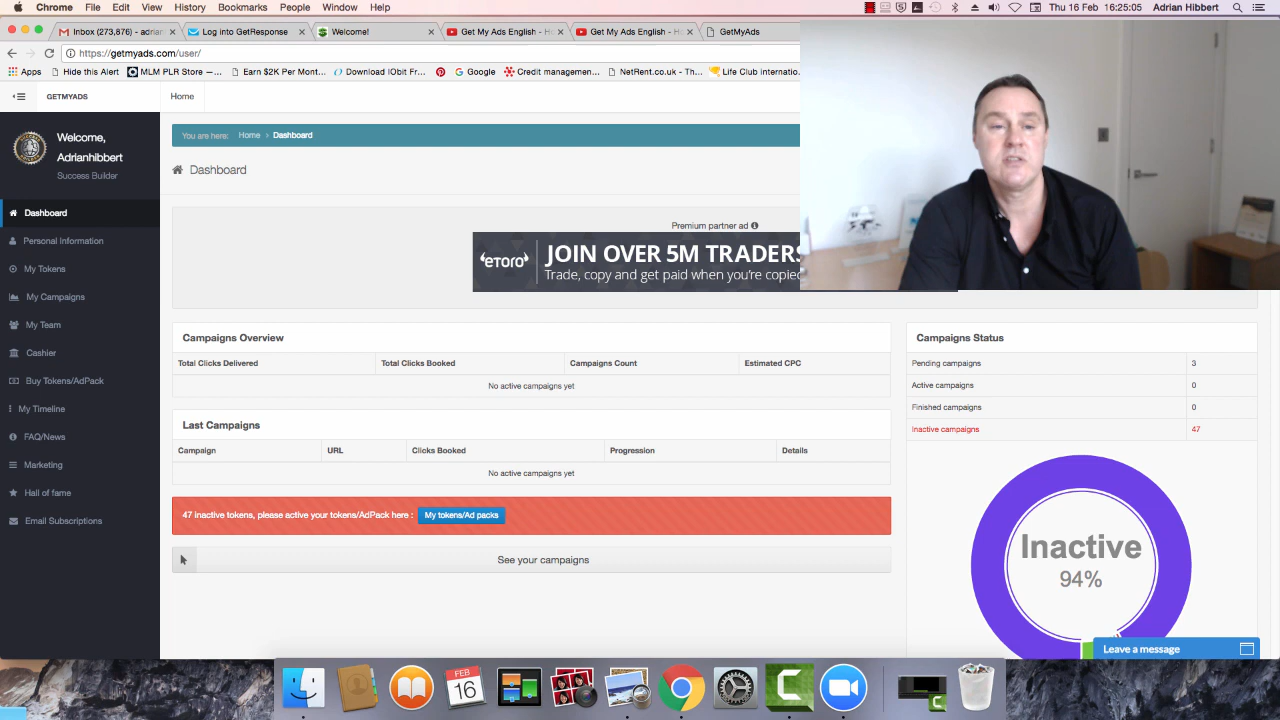 Chrome File Edit View History Bookmarks People Window Help
100% Thu 16 Feb 16:25:05 Adrian Hibbert
Inbox (273,876) - adrianhib
Log into GetResponse
Welcome!
Get My Ads English - How
Get My Ads English - How
GetMyAds
https://getmyads.com/user/
Apps Hide this Alert MLM PLR Store -... Earn $2K Per Mont... Download IObit Fr... Google Credit management... NetRent.co.uk - Th... Life Club Internatio...
GETMYADS
Home
Welcome,
Adrianhibbert
Success Builder
You are here: Home > Dashboard
Dashboard
Dashboard
Personal Information
My Tokens
My Campaigns
My Team
Cashier
Buy Tokens/AdPack
My Timeline
FAQ/News
Marketing
Hall of fame
Email Subscriptions
Premium partner ad
eToro
JOIN OVER 5M TRADERS
Trade, copy and get paid when you're copied
Campaigns Overview
Total Clicks Delivered Total Clicks Booked Campaigns Count Estimated CPC
No active campaigns yet
Last Campaigns
Campaign URL Clicks Booked Progression Details
No active campaigns yet
47 inactive tokens, please active your tokens/AdPack here : My tokens/Ad packs
See your campaigns
Campaigns Status
Pending campaigns 3
Active campaigns 0
Finished campaigns 0
Inactive campaigns 47
Inactive
94%
Leave a message
FEB
16